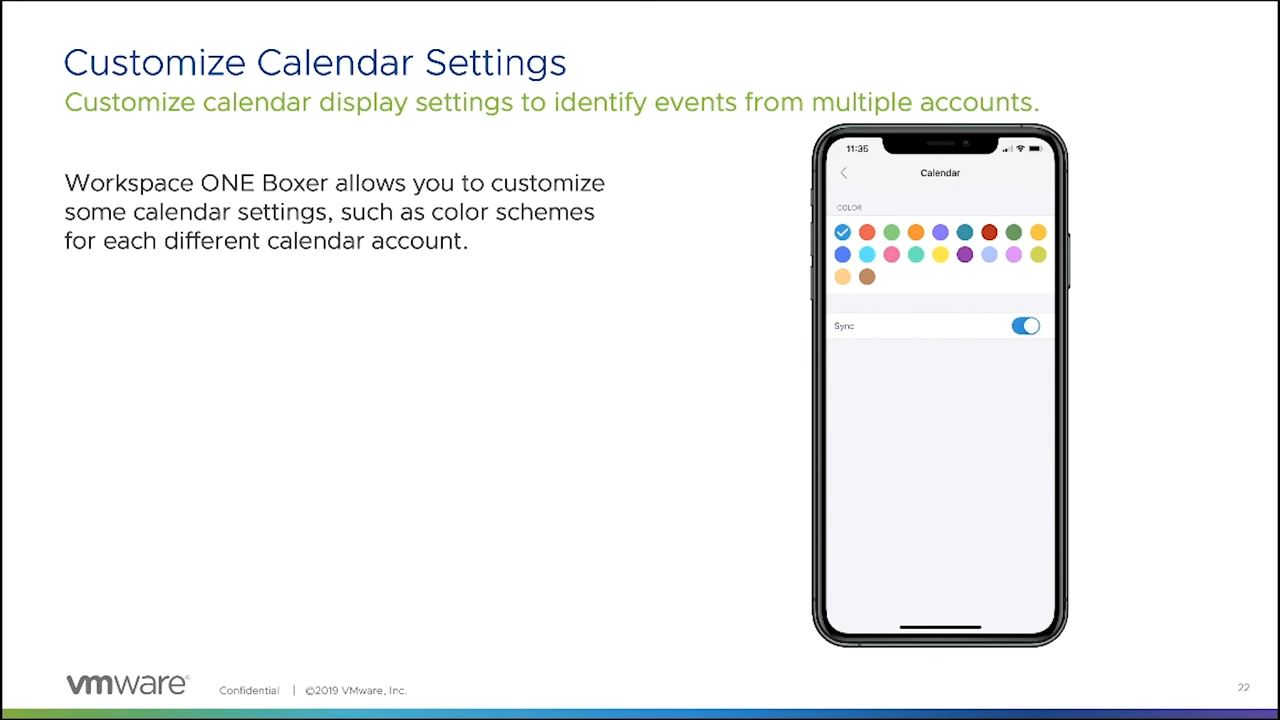 Customize Calendar Settings
Customize calendar display settings to identify events from multiple accounts.
Workspace ONE Boxer allows you to customize
some calendar settings, such as color schemes
for each different calendar account.
11:35
Calendar
COLOR
Sync
vmware
Confidential | ©2019 VMware, Inc.
22